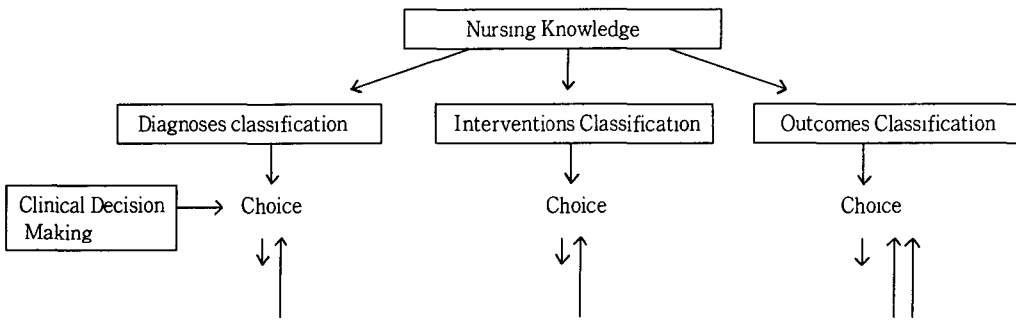 Nursing Knowledge
Diagnoses classification
Interventions Classification
Outcomes Classification
Clinical Decision
Making
Choice
Choice
Choice